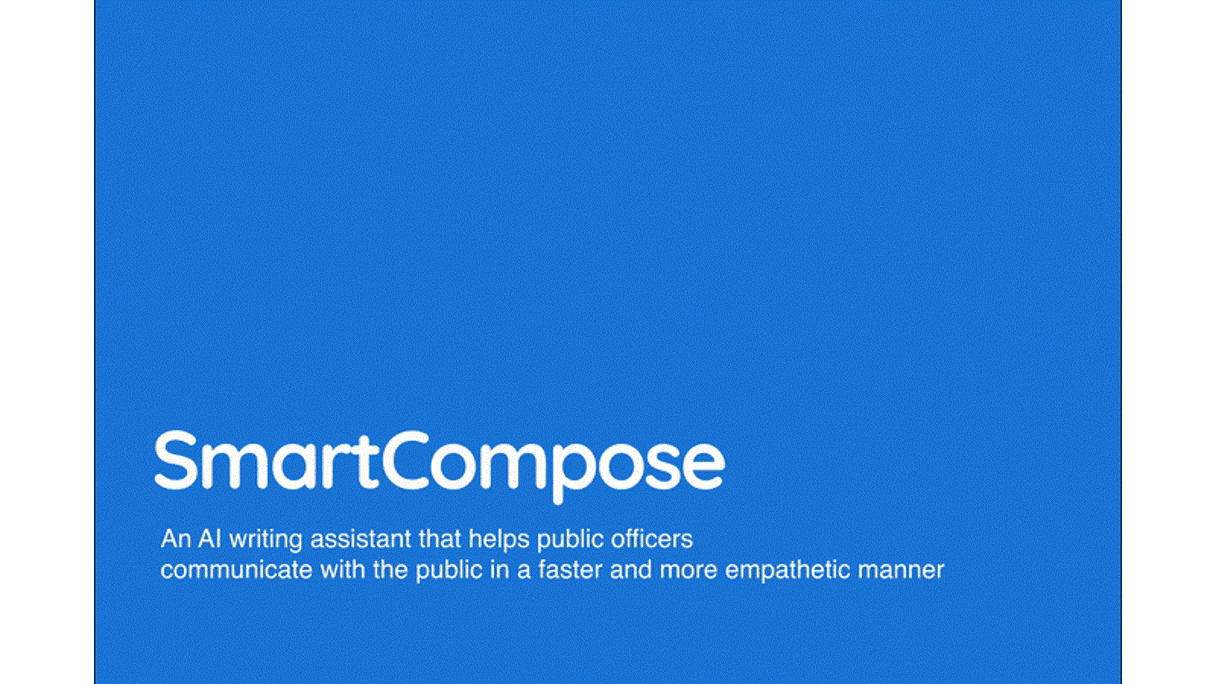 SmartCompose
An AI writing assistant that helps public officers
communicate with the public in a faster and more empathetic manner